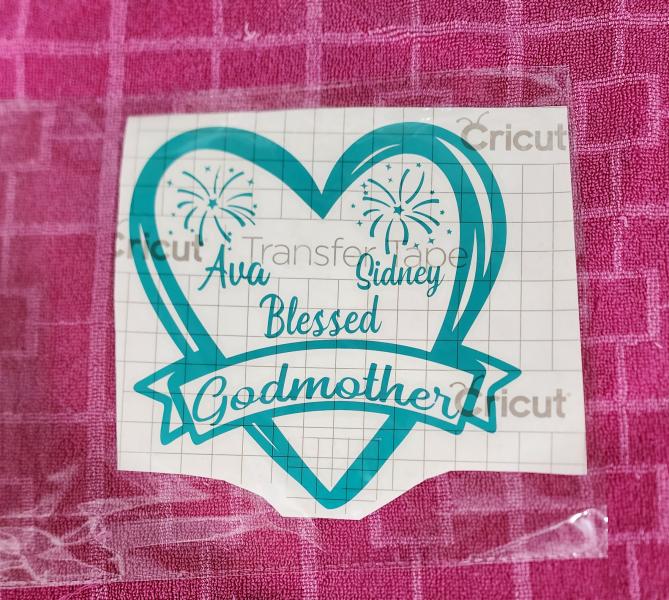 Cricut
Cricut Transfer Tape
Ava Sidney
Blessed
Godmother
Cricut